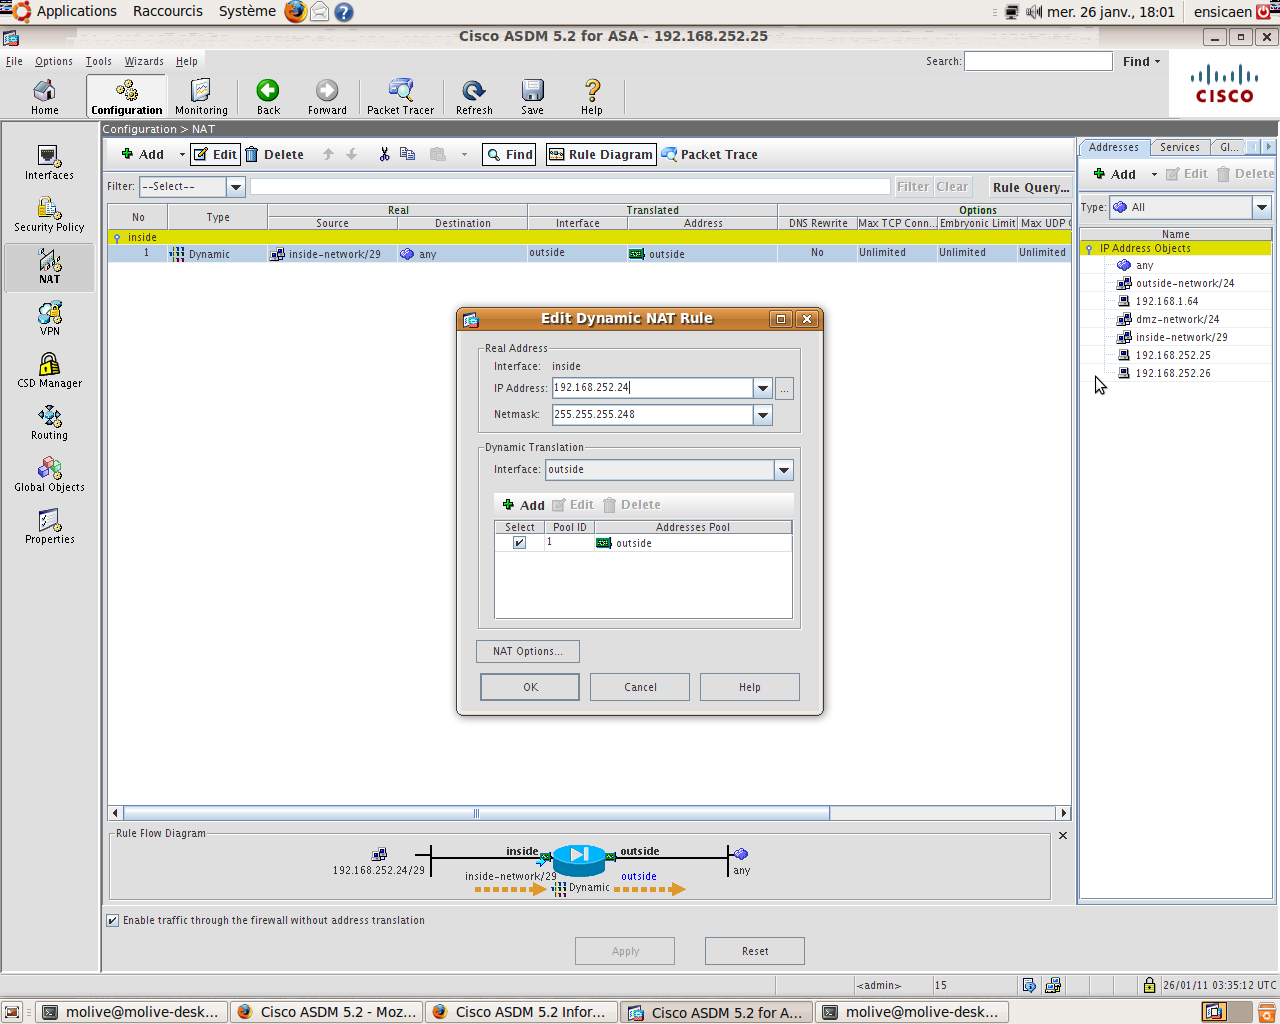 Applications Raccourcis Système mer. 26 janv., 18:01 ensicaen
Cisco ASDM 5.2 for ASA - 192.168.252.25
File Options Tools Wizards Help Search: Find
Home Configuration Monitoring Back Forward Packet Tracer Refresh Save Help
CISCO
Configuration > NAT
Interfaces
Security Policy
NAT
VPN
CSD Manager
Routing
Global Objects
Properties
Add Edit Delete Find Rule Diagram Packet Trace
Filter: --Select-- Filter Clear Rule Query...
No Type Real Translated Options
Source Destination Interface Address DNS Rewrite Max TCP Conn... Embryonic Limit Max UDP C
inside
1 Dynamic inside-network/29 any outside outside No Unlimited Unlimited Unlimited
Addresses Services Gl...
Add Edit Delete
Type: All
Name
IP Address Objects
any
outside-network/24
192.168.1.64
dmz-network/24
inside-network/29
192.168.252.25
192.168.252.26
Edit Dynamic NAT Rule
Real Address
Interface: inside
IP Address: 192.168.252.24 ...
Netmask: 255.255.255.248
Dynamic Translation
Interface: outside
Add Edit Delete
Select Pool ID Addresses Pool
1 outside
NAT Options...
OK Cancel Help
Rule Flow Diagram
inside outside
192.168.252.24/29 any
inside-network/29 outside
Dynamic
Enable traffic through the firewall without address translation
Apply Reset
<admin> 15 26/01/11 03:35:12 UTC
molive@molive-desk... Cisco ASDM 5.2 - Moz... Cisco ASDM 5.2 Infor... Cisco ASDM 5.2 for A... molive@molive-desk...